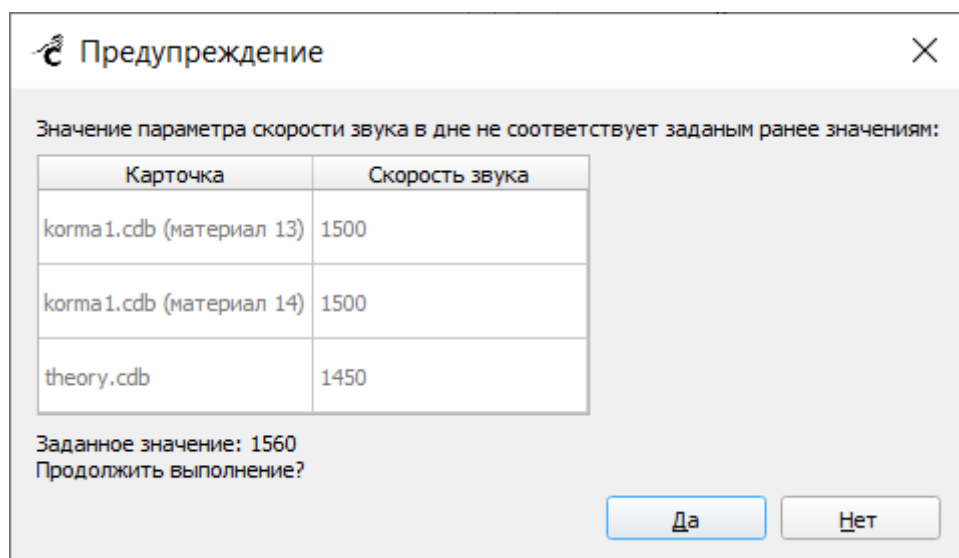 Предупреждение
Значение параметра скорости звука в дне не соответствует заданым ранее значениям:
Карточка Скорость звука
korma1.cdb (материал 13) 1500
korma1.cdb (материал 14) 1500
theory.cdb 1450
Заданное значение: 1560
Продолжить выполнение?
Да Нет